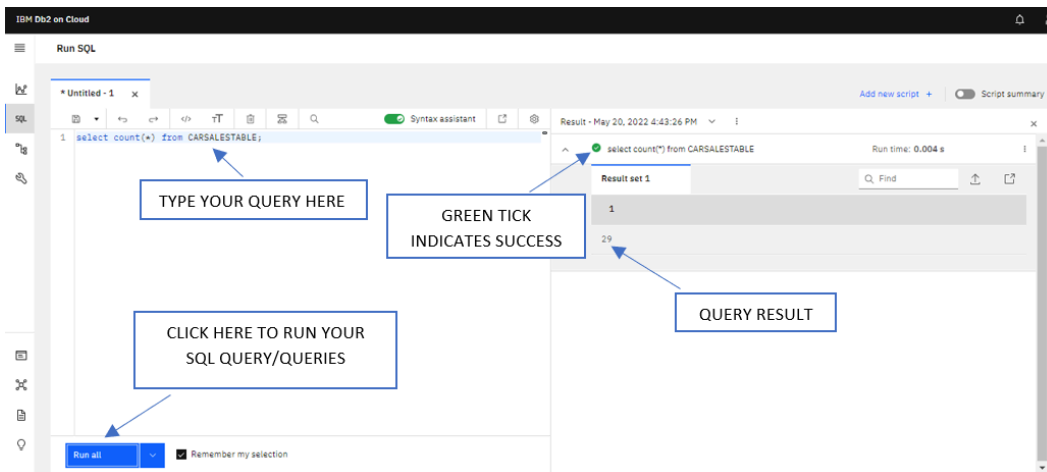 IBM Db2 on Cloud
Run SQL
* Untitled - 1 x
Add new script +
Script summary
SQL
Syntax assistant
Result - May 20, 2022 4:43:26 PM
1 select count(*) from CARSALESTABLE;
select count(*) from CARSALESTABLE
Run time: 0.004 s
Result set 1
Find
TYPE YOUR QUERY HERE
GREEN TICK
INDICATES SUCCESS
1
29
QUERY RESULT
CLICK HERE TO RUN YOUR
SQL QUERY/QUERIES
Run all
Remember my selection